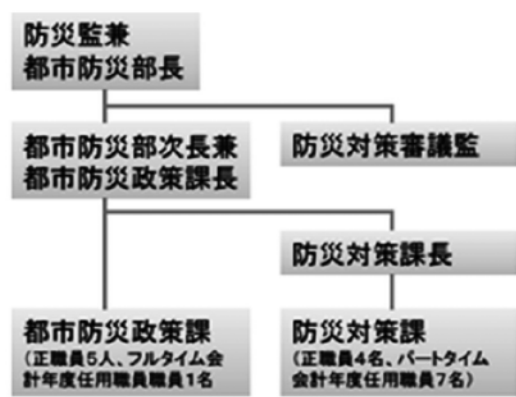 防災監兼
都市防災部長
都市防災部次長兼
都市防災政策課長
防災対策審議監
防災対策課長
都市防災政策課
（正職員5人、フルタイム会
計年度任用職員職員1名
防災対策課
（正職員4名、パートタイム
会計年度任用職員7名）